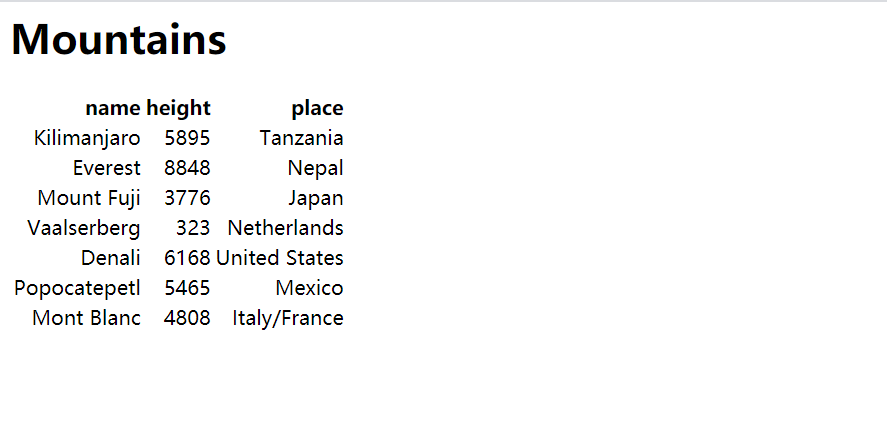 Mountains
name height place
Kilimanjaro 5895 Tanzania
Everest 8848 Nepal
Mount Fuji 3776 Japan
Vaalserberg 323 Netherlands
Denali 6168 United States
Popocatepetl 5465 Mexico
Mont Blanc 4808 Italy/France